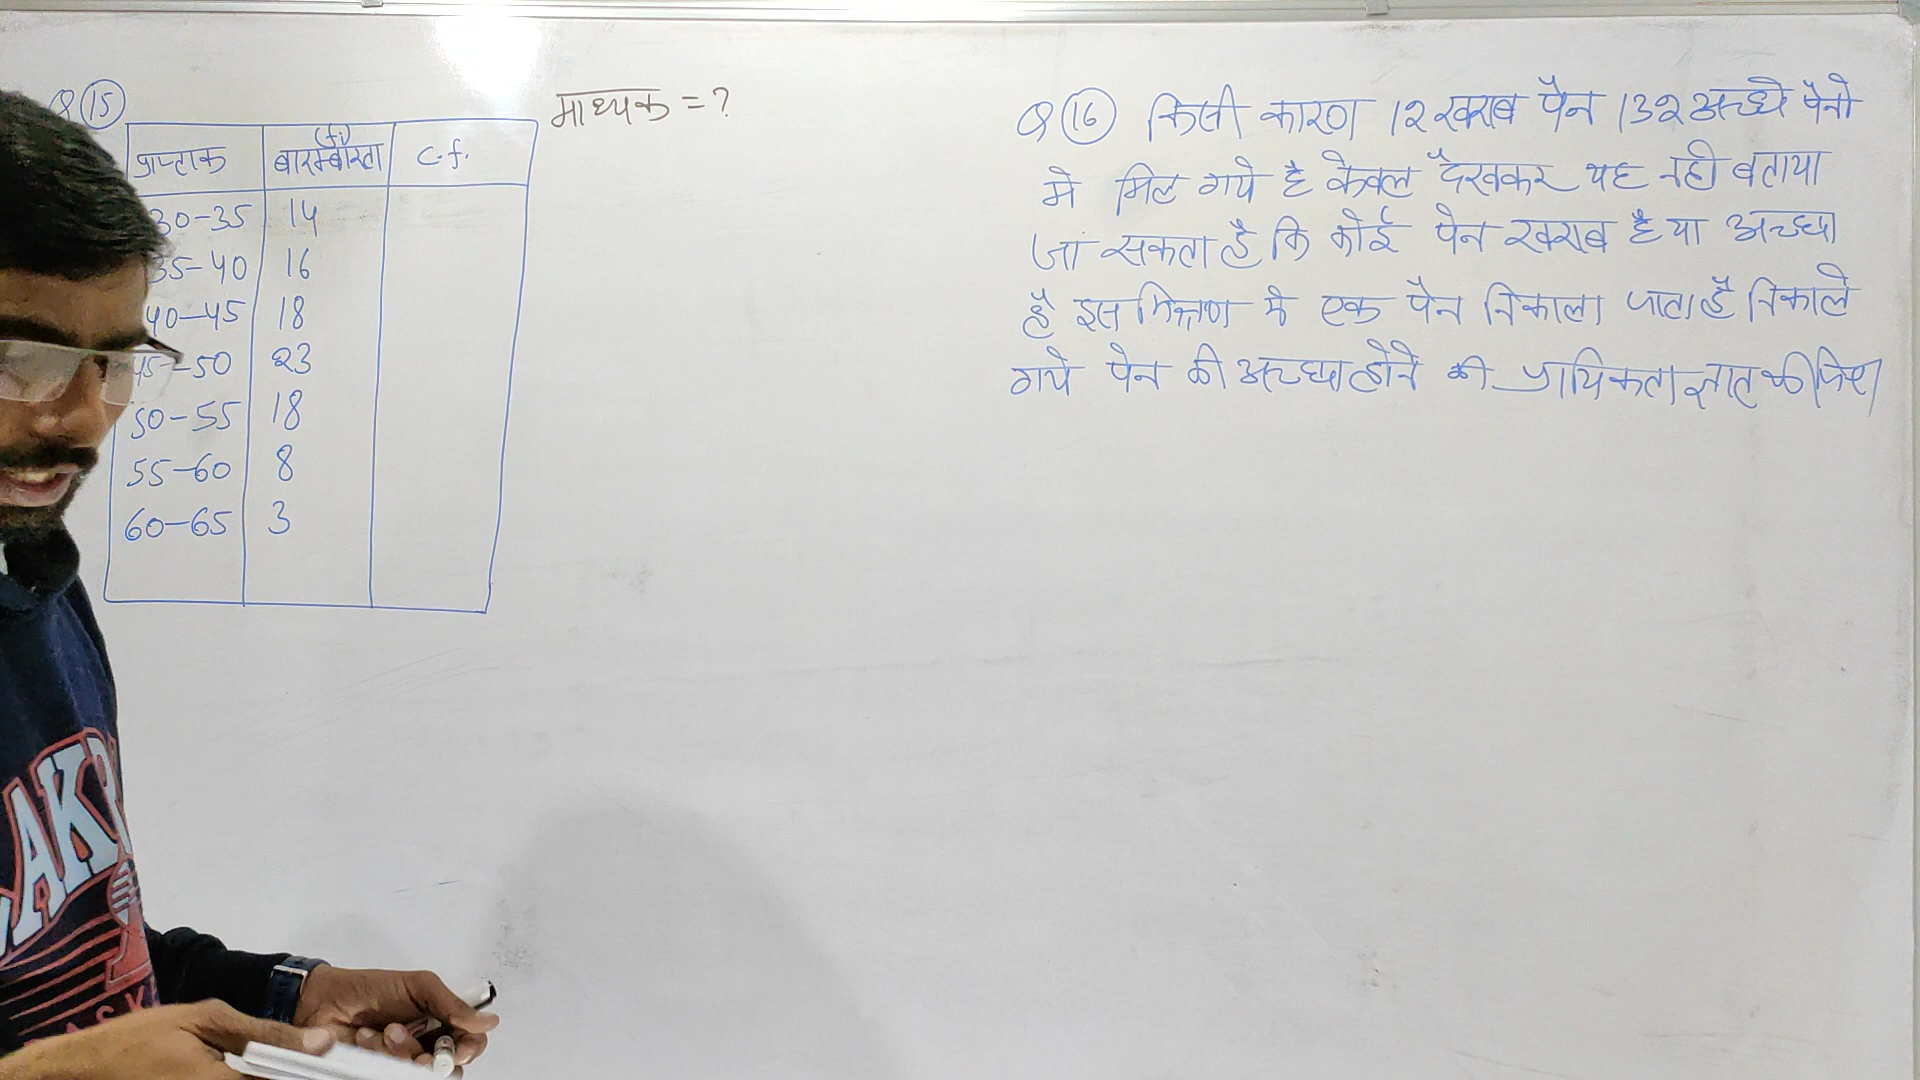 Q (15)
माध्यक = ?
प्राप्तांक (fi) बारम्बारता c.f.
30-35 14
35-40 16
40-45 18
45-50 23
50-55 18
55-60 8
60-65 3
Q (16) किसी कारण 12 खराब पैन 132 अच्छे पैनो
मे मिल गये है केवल देखकर यह नही बताया
जा सकता है कि कोई पेन खराब है या अच्छा
है इस मिश्रण मे एक पैन निकाला जाता है निकाले
गये पेन की अच्छा होने की प्रायिकता ज्ञात कीजिए
AK